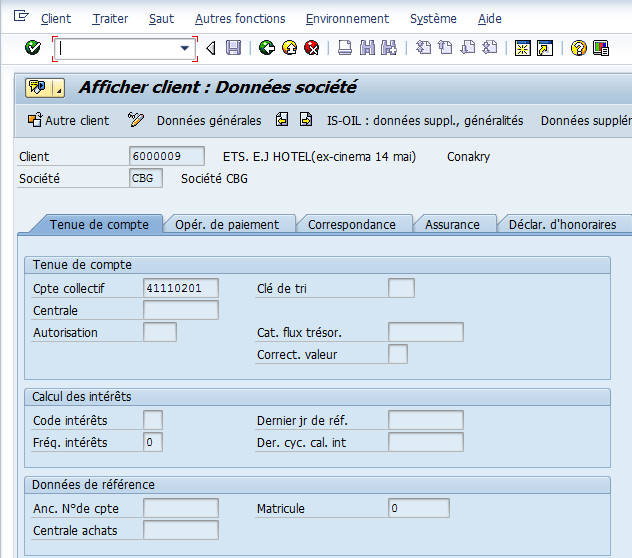 Client Traiter Saut Autres fonctions Environnement Système Aide
Afficher client : Données société
Autre client Données générales IS-OIL : données suppl., généralités Données supplém
Client 6000009 ETS. E.J HOTEL(ex-cinema 14 mai) Conakry
Société CBG Société CBG
Tenue de compte Opér. de paiement Correspondance Assurance Déclar. d'honoraires
Tenue de compte
Cpte collectif 41110201 Clé de tri
Centrale
Autorisation Cat. flux trésor.
Correct. valeur
Calcul des intérêts
Code intérêts Dernier jr de réf.
Fréq. intérêts 0 Der. cyc. cal. int
Données de référence
Anc. N°de cpte Matricule 0
Centrale achats